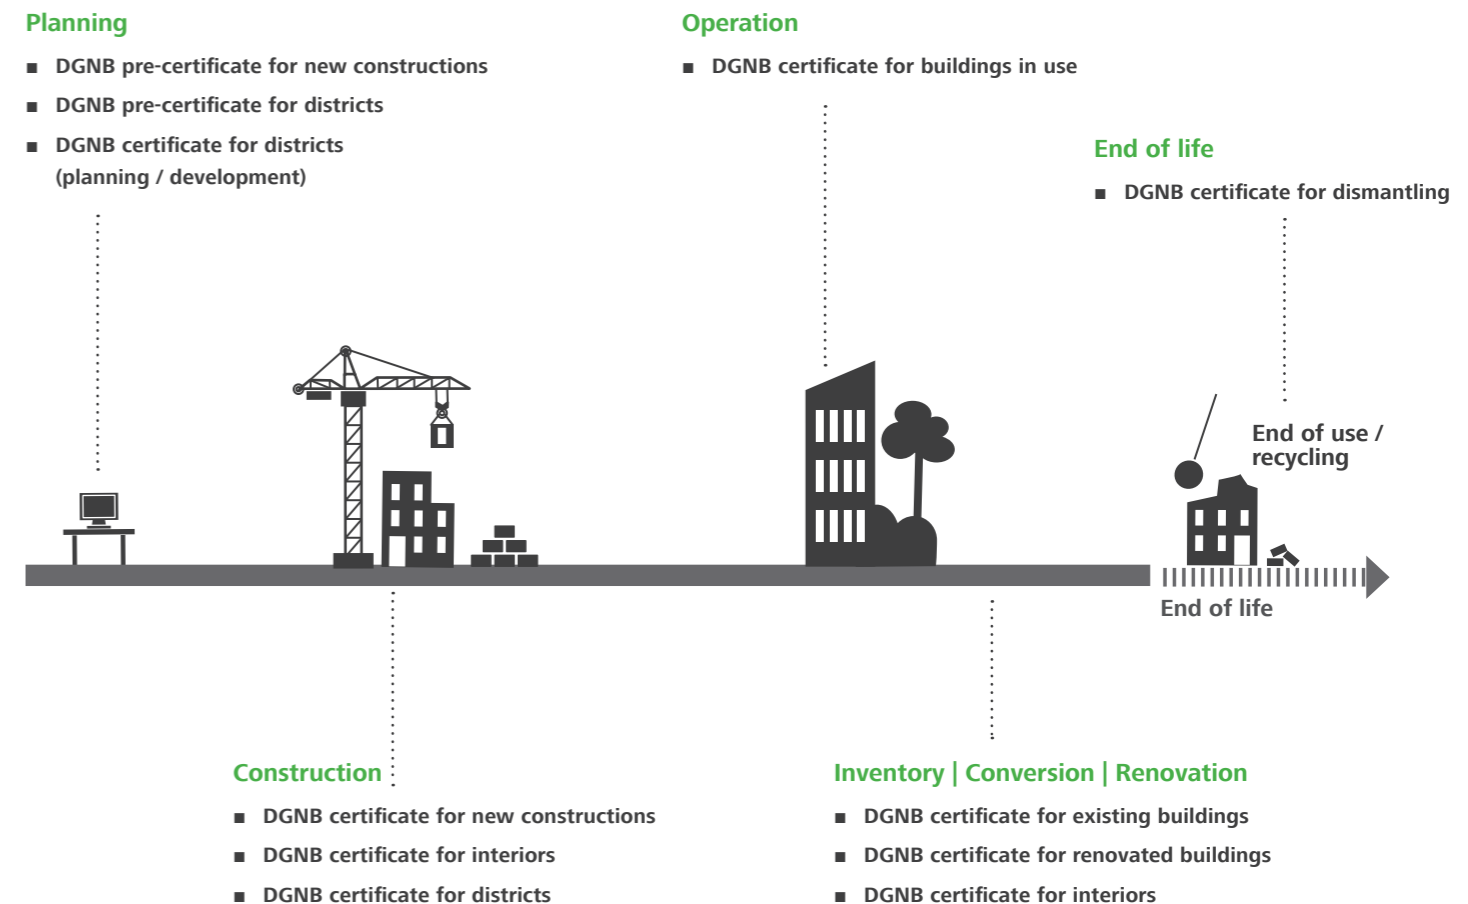 Planning
▪ DGNB pre-certificate for new constructions
▪ DGNB pre-certificate for districts
▪ DGNB certificate for districts
(planning / development)
Operation
▪ DGNB certificate for buildings in use
End of life
▪ DGNB certificate for dismantling
End of use /
recycling
End of life
Construction
▪ DGNB certificate for new constructions
▪ DGNB certificate for interiors
▪ DGNB certificate for districts
Inventory | Conversion | Renovation
▪ DGNB certificate for existing buildings
▪ DGNB certificate for renovated buildings
▪ DGNB certificate for interiors